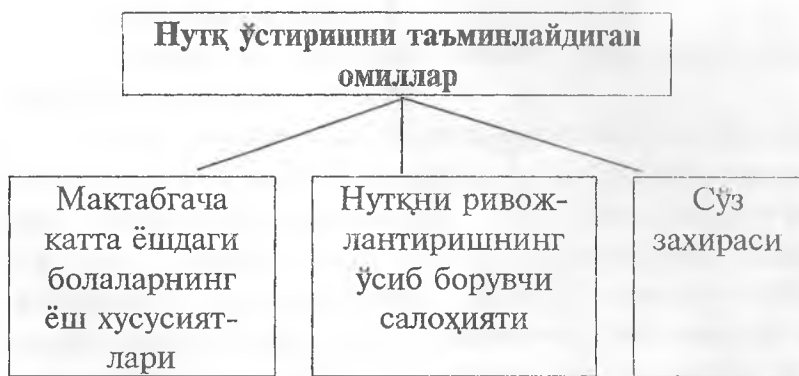 Нутқ ўстиришни таъминлайдиган
омиллар
Мактабгача
катта ёшдаги
болаларнинг
ёш хусусият-
лари
Нутқни ривож-
лантиришнинг
ўсиб борувчи
салоҳияти
Сўз
захираси